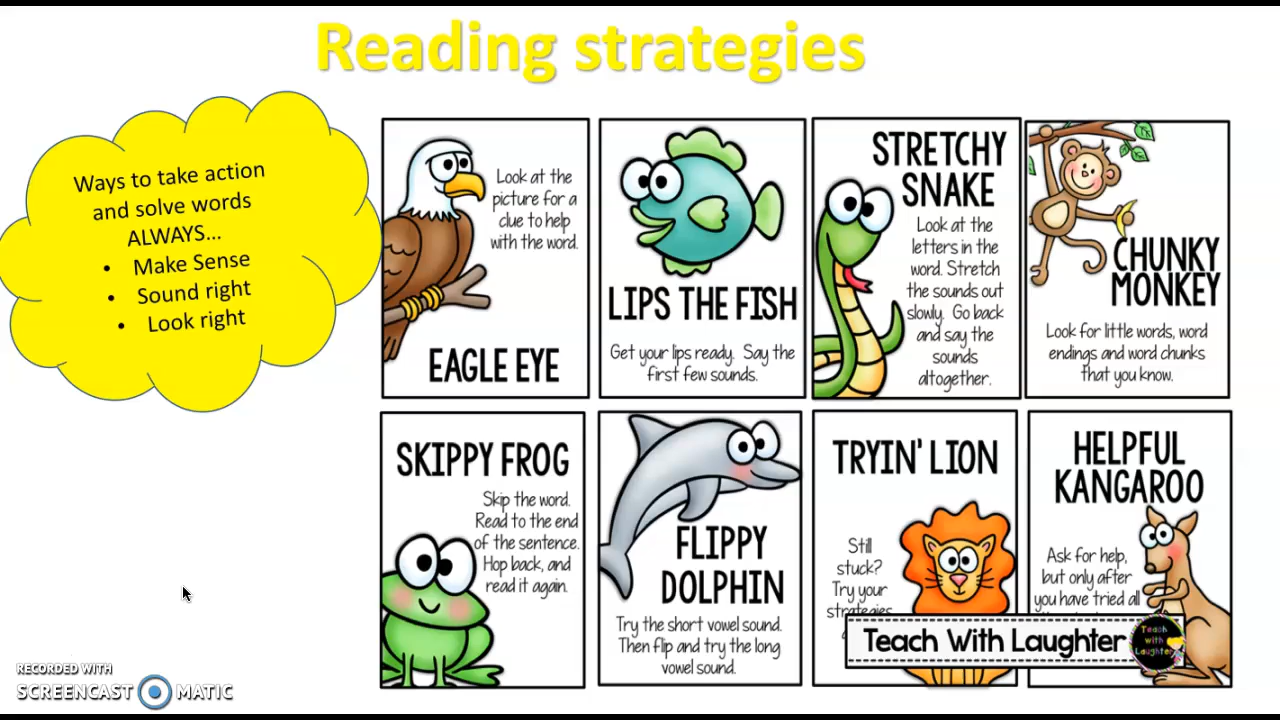 Reading strategies
Ways to take action
and solve words
ALWAYS...
• Make Sense
• Sound right
• Look right
Look at the
picture for a
clue to help
with the word.
EAGLE EYE
LIPS THE FISH
Get your lips ready. Say the
first few sounds.
STRETCHY
SNAKE
Look at the
letters in the
word. Stretch
the sounds out
slowly. Go back
and say the
sounds
altogether.
CHUNKY
MONKEY
Look for little words, word
endings and word chunks
that you know.
SKIPPY FROG
Skip the word.
Read to the end
of the sentence.
Hop back, and
read it again.
FLIPPY
DOLPHIN
Try the short vowel sound.
Then flip and try the long
vowel sound.
TRYIN' LION
Still
stuck?
Try your
strategies
HELPFUL
KANGAROO
Ask for help,
but only after
you have tried all
Teach With Laughter
Teach
with
Laughter
RECORDED WITH
SCREENCAST MATIC